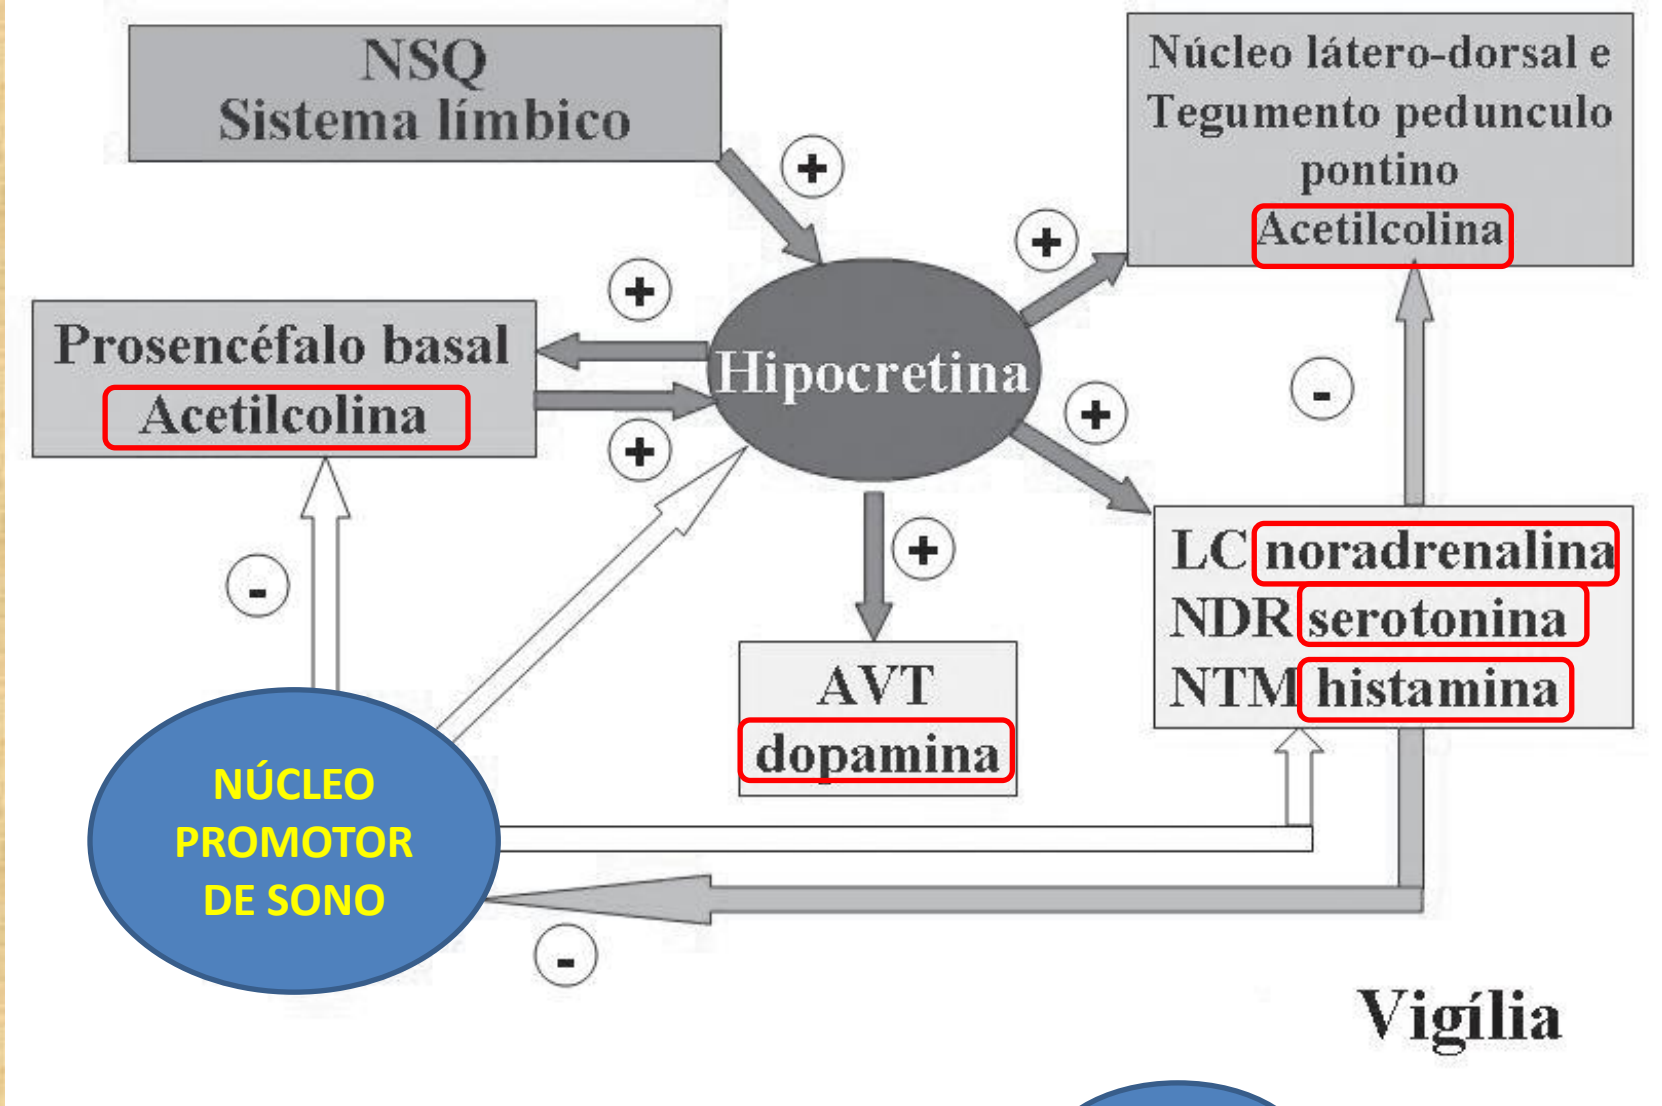 NSQ
Sistema límbico
+
Núcleo látero-dorsal e
Tegumento pedunculo
pontino
Acetilcolina
+
+
Prosencéfalo basal
Acetilcolina
Hipocretina
+
+
-
-
+
LC noradrenalina
NDR serotonina
NTM histamina
AVT
dopamina
NÚCLEO
PROMOTOR
DE SONO
-
Vigília